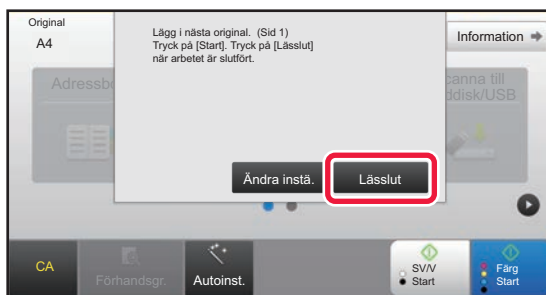 Original
A4
Lägg i nästa original. (Sid 1)
Tryck på [Start]. Tryck på [Lässlut]
när arbetet är slutfört.
Information
Adressbo
canna till
ddisk/USB
Ändra instä.
Lässlut
CA
Förhandsgr.
Autoinst.
SV/V
Start
Färg
Start